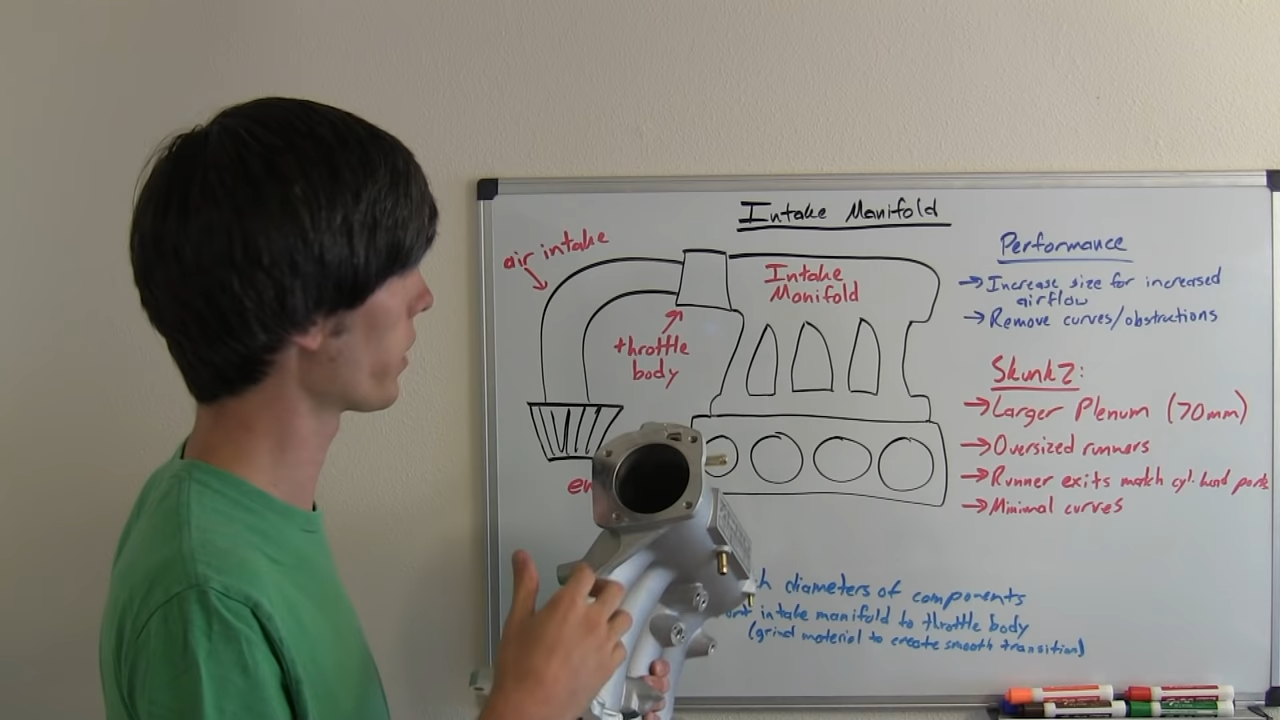 Intake Manifold
air intake
Intake
Manifold
throttle
body
Performance
→ Increase size for increased
airflow
→ Remove curves/obstructions
Skunk2:
→ Larger Plenum (70mm)
→ Oversized runners
→ Runner exits match cyl. head ports
→ Minimal curves
diameters of components
intake manifold to throttle body
(grind material to create smooth transition)